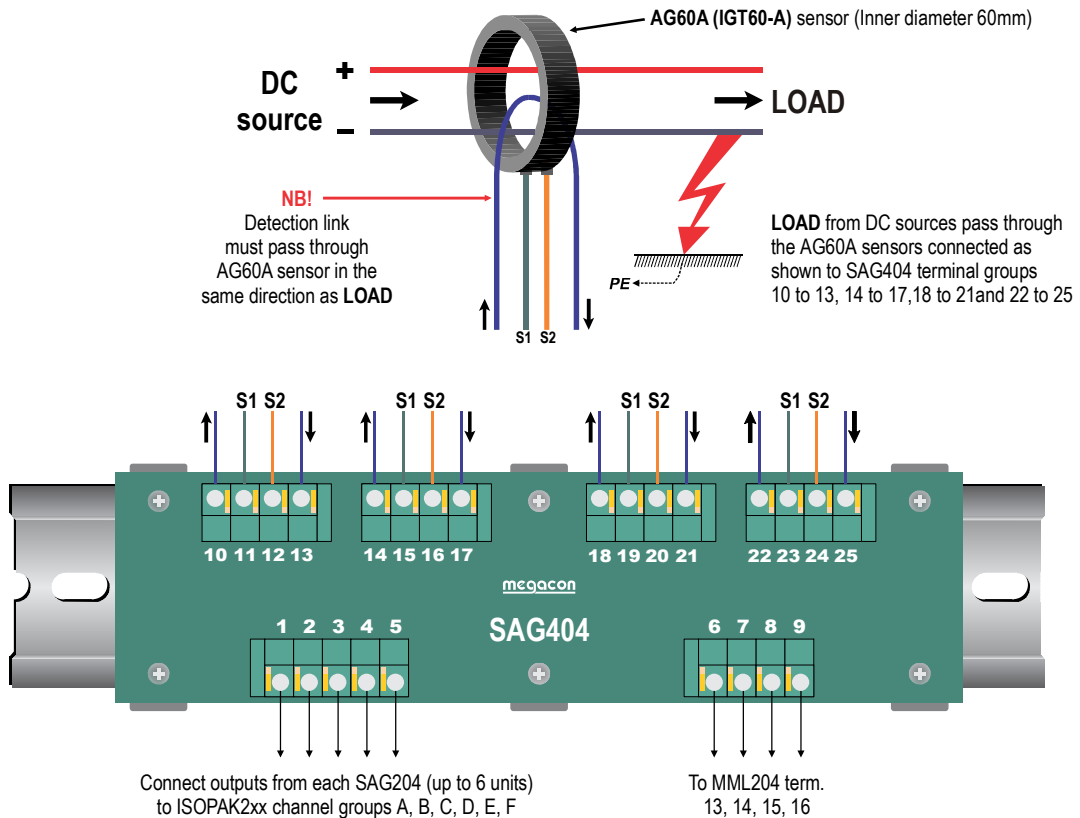 AG60A (IGT60-A) sensor (Inner diameter 60mm)
+
DC
source
−
LOAD
NB!
Detection link
must pass through
AG60A sensor in the
same direction as LOAD
LOAD from DC sources pass through
the AG60A sensors connected as
shown to SAG404 terminal groups
10 to 13, 14 to 17,18 to 21and 22 to 25
PE
S1 S2
S1 S2 S1 S2 S1 S2 S1 S2
10 11 12 13 14 15 16 17 18 19 20 21 22 23 24 25
megacon
SAG404
1 2 3 4 5 6 7 8 9
Connect outputs from each SAG204 (up to 6 units)
to ISOPAK2xx channel groups A, B, C, D, E, F
To MML204 term.
13, 14, 15, 16